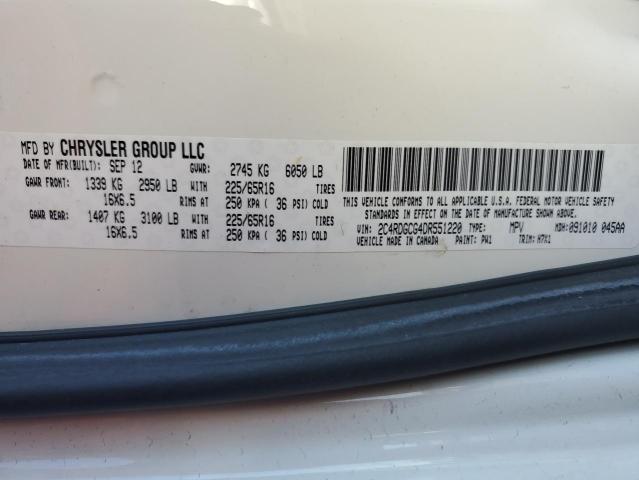 MFD BY CHRYSLER GROUP LLC
DATE OF MFR(BUILT): SEP 12 GVWR: 2745 KG 6050 LB
GAWR FRONT: 1339 KG 2950 LB WITH 225/65R16 TIRES
16X6.5 RIMS AT 250 KPA ( 36 PSI) COLD
GAWR REAR: 1407 KG 3100 LB WITH 225/65R16 TIRES
16X6.5 RIMS AT 250 KPA ( 36 PSI) COLD
THIS VEHICLE CONFORMS TO ALL APPLICABLE U.S.A. FEDERAL MOTOR VEHICLE SAFETY
STANDARDS IN EFFECT ON THE DATE OF MANUFACTURE SHOWN ABOVE.
VIN: 2C4RDGCG4DR551220 TYPE: MPV MDH:091010 045AA
VEHICLE MADE IN CANADA PAINT: PW1 TRIM: H7X1